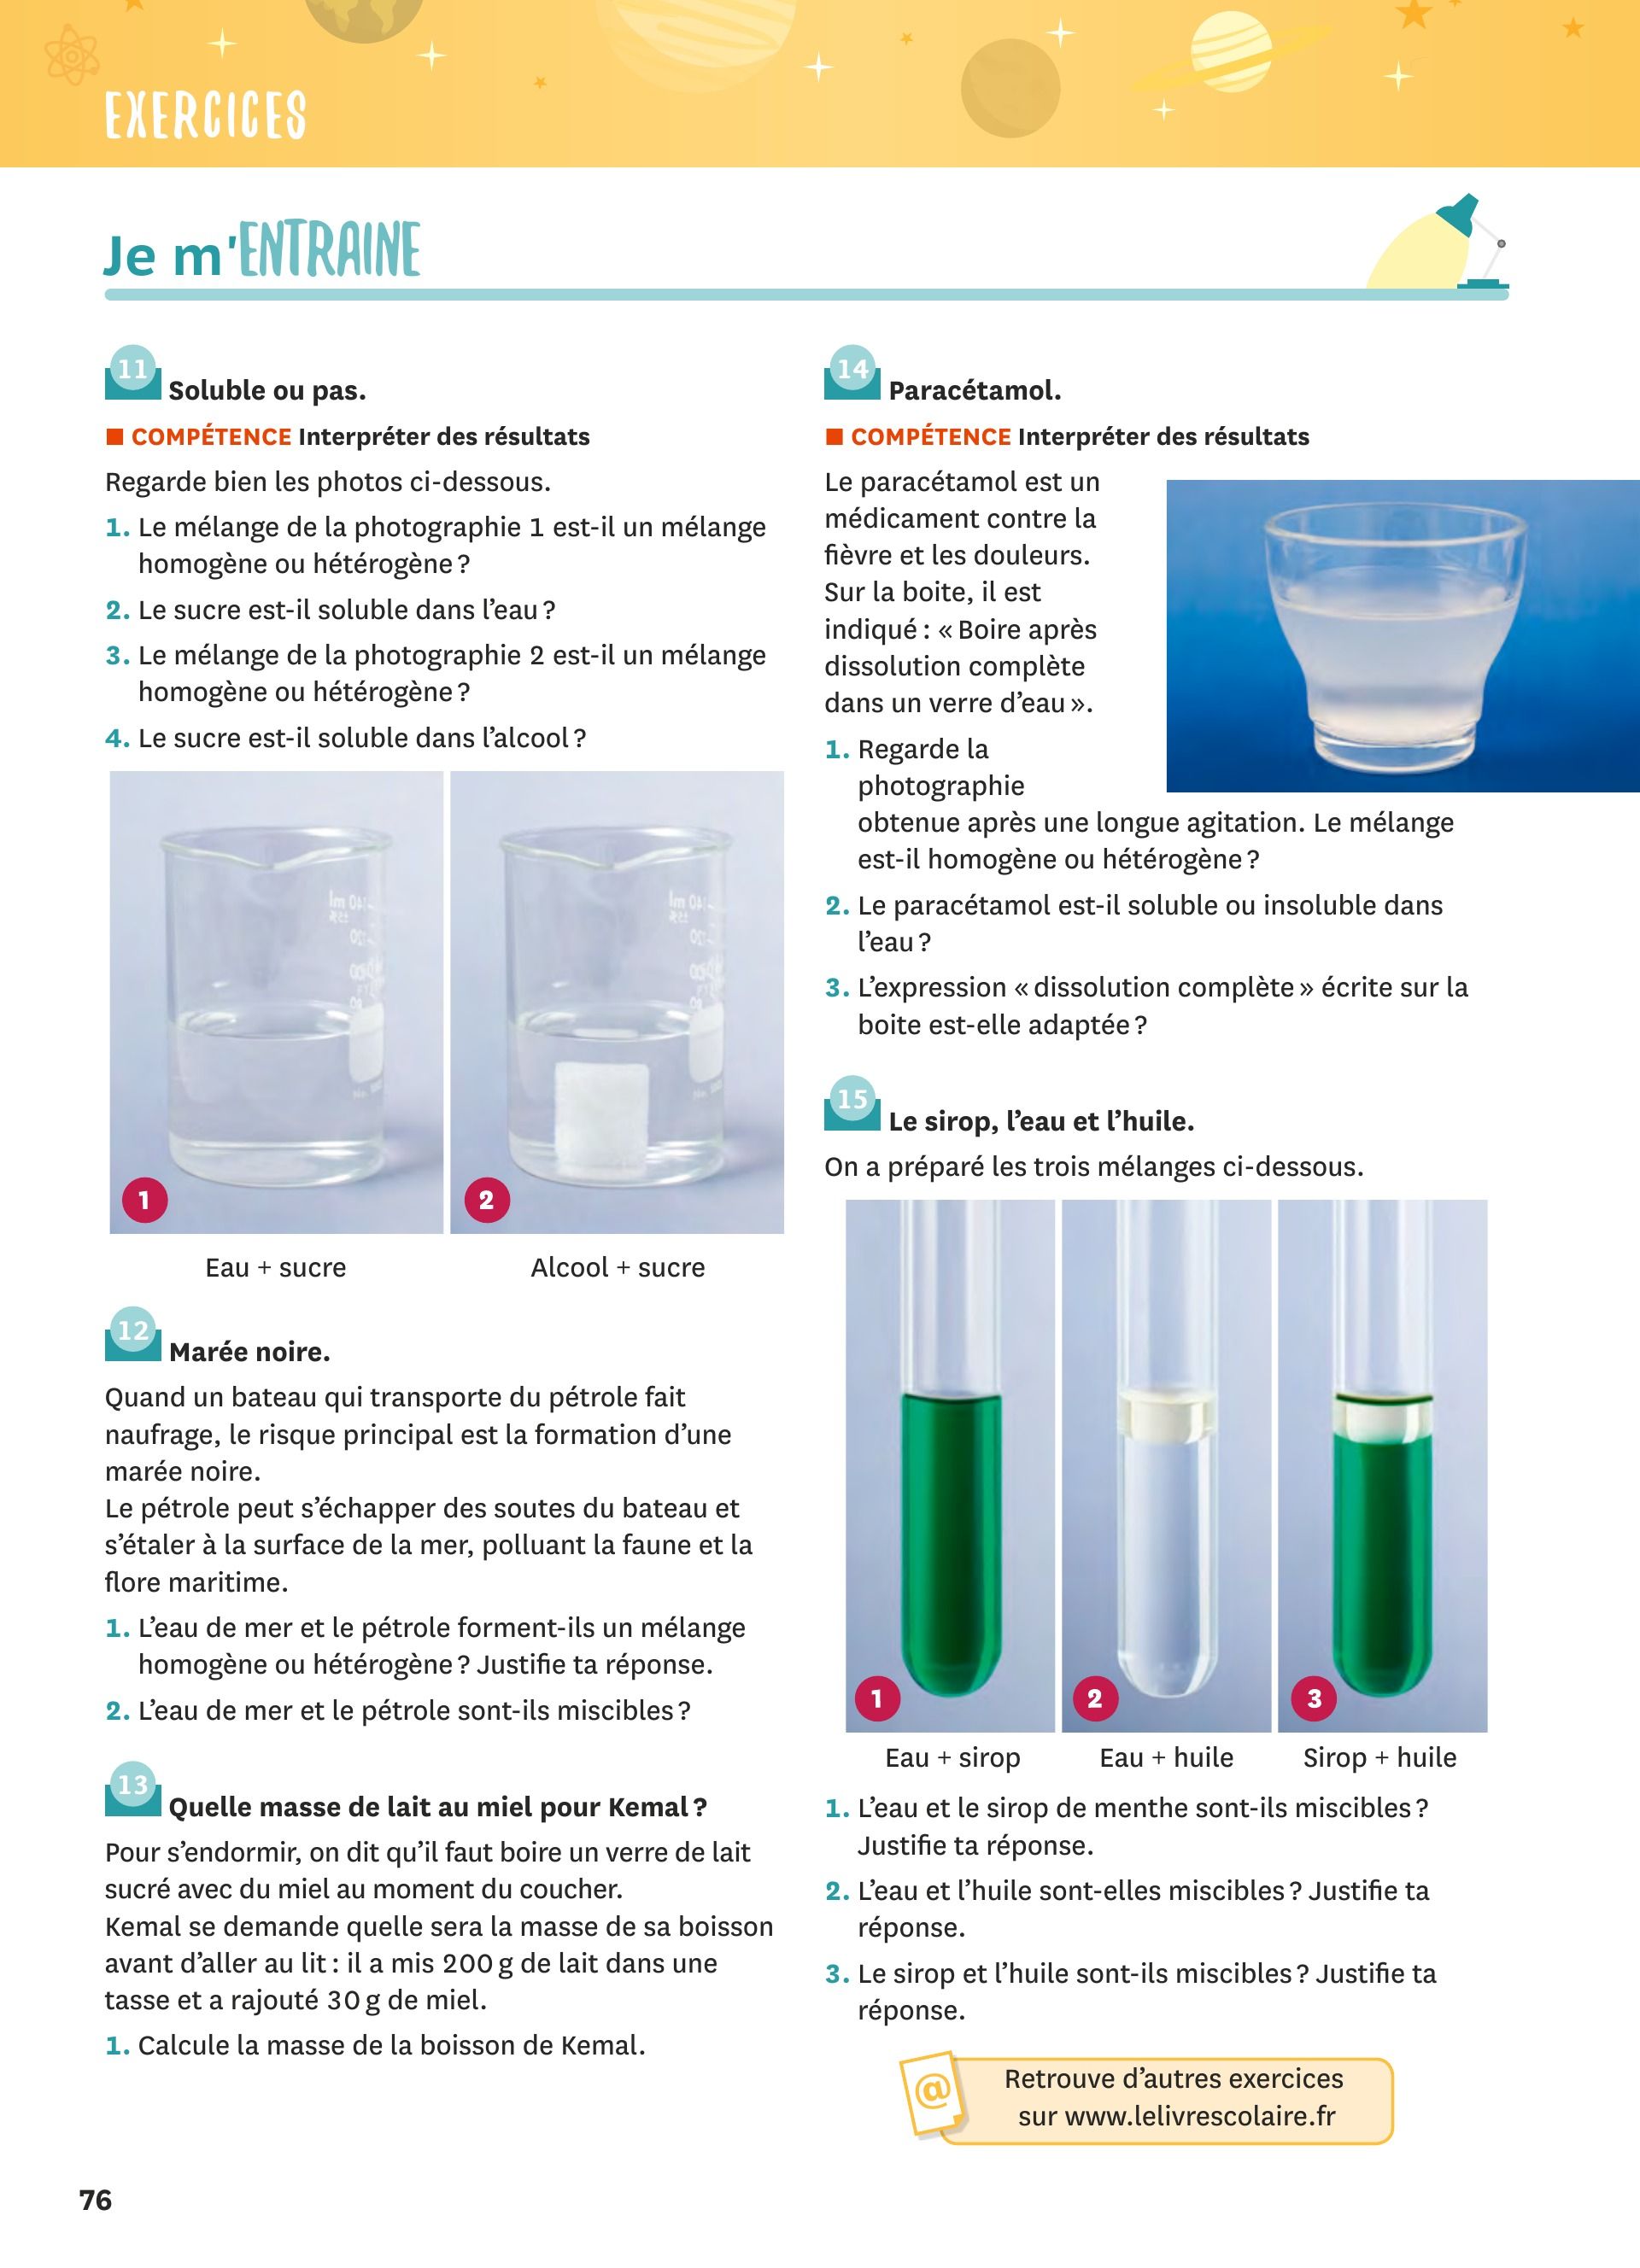 EXERCICES
Je m'ENTRAINE
11
Soluble ou pas.
COMPÉTENCE Interpréter des résultats
Regarde bien les photos ci-dessous.
1. Le mélange de la photographie 1 est-il un mélange
homogène ou hétérogène ?
2. Le sucre est-il soluble dans l'eau ?
3. Le mélange de la photographie 2 est-il un mélange
homogène ou hétérogène ?
4. Le sucre est-il soluble dans l'alcool ?
1
2
Eau + sucre
Alcool + sucre
12
Marée noire.
Quand un bateau qui transporte du pétrole fait
naufrage, le risque principal est la formation d'une
marée noire.
Le pétrole peut s'échapper des soutes du bateau et
s'étaler à la surface de la mer, polluant la faune et la
flore maritime.
1. L'eau de mer et le pétrole forment-ils un mélange
homogène ou hétérogène ? Justifie ta réponse.
2. L'eau de mer et le pétrole sont-ils miscibles ?
13
Quelle masse de lait au miel pour Kemal ?
Pour s'endormir, on dit qu'il faut boire un verre de lait
sucré avec du miel au moment du coucher.
Kemal se demande quelle sera la masse de sa boisson
avant d'aller au lit : il a mis 200 g de lait dans une
tasse et a rajouté 30 g de miel.
1. Calcule la masse de la boisson de Kemal.
14
Paracétamol.
COMPÉTENCE Interpréter des résultats
Le paracétamol est un
médicament contre la
fièvre et les douleurs.
Sur la boite, il est
indiqué : « Boire après
dissolution complète
dans un verre d'eau ».
1. Regarde la
photographie
obtenue après une longue agitation. Le mélange
est-il homogène ou hétérogène ?
2. Le paracétamol est-il soluble ou insoluble dans
l'eau ?
3. L'expression « dissolution complète » écrite sur la
boite est-elle adaptée ?
15
Le sirop, l'eau et l'huile.
On a préparé les trois mélanges ci-dessous.
1
2
3
Eau + sirop
Eau + huile
Sirop + huile
1. L'eau et le sirop de menthe sont-ils miscibles ?
Justifie ta réponse.
2. L'eau et l'huile sont-elles miscibles ? Justifie ta
réponse.
3. Le sirop et l'huile sont-ils miscibles ? Justifie ta
réponse.
@
Retrouve d'autres exercices
sur www.lelivrescolaire.fr
76